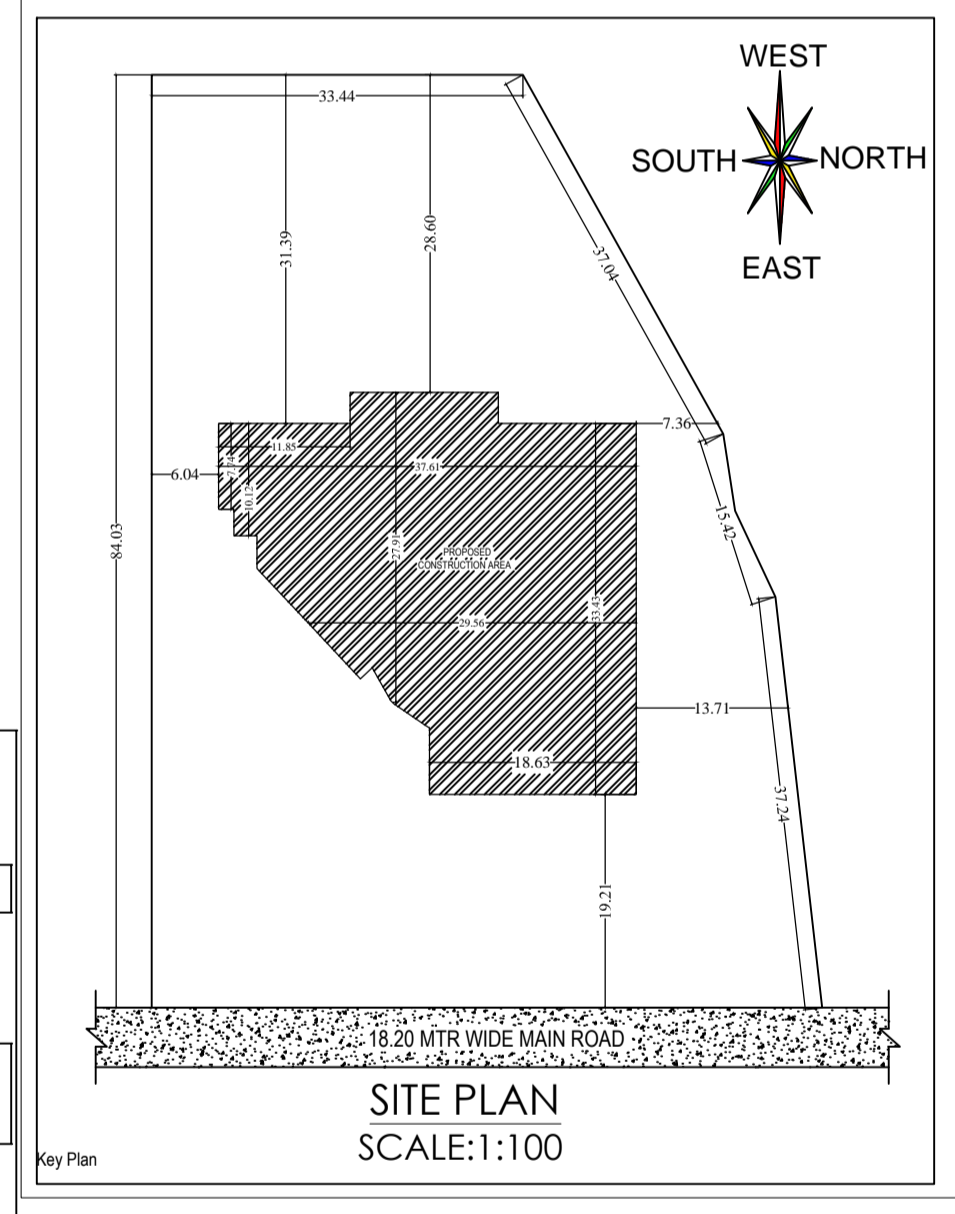 WEST
33.44
SOUTH NORTH
31.39
28.60
37.04
EAST
7.36
11.85
7.74
37.61
6.04
10.12
15.42
84.03
27.91
PROPOSED
CONSTRUCTION AREA
33.43
29.56
13.71
18.63
37.24
19.21
18.20 MTR WIDE MAIN ROAD
SITE PLAN
SCALE:1:100
Key Plan